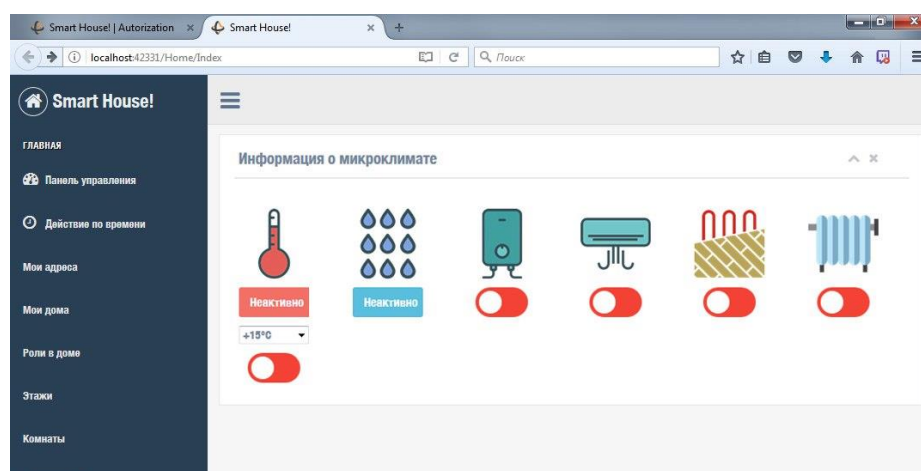 Smart House! | Autorization
Smart House!
localhost:42331/Home/Index
Поиск
Smart House!
ГЛАВНАЯ
Панель управления
Действие по времени
Мои адреса
Мои дома
Роли в доме
Этажи
Комнаты
Информация о микроклимате
Неактивно
Неактивно
+15°C